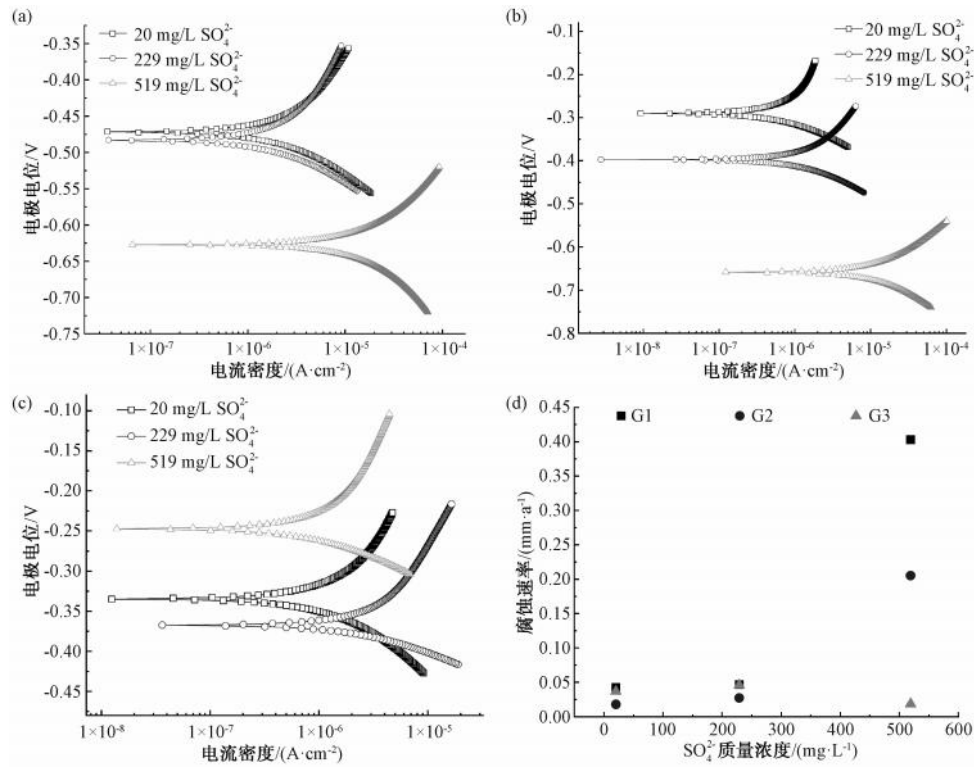 (a)
20 mg/L SO₄²⁻
229 mg/L SO₄²⁻
519 mg/L SO₄²⁻
-0.35
-0.40
-0.45
-0.50
-0.55
-0.60
-0.65
-0.70
-0.75
电极电位/V
1×10⁻⁷
1×10⁻⁶
1×10⁻⁵
1×10⁻⁴
电流密度/(A·cm⁻²)
(b)
20 mg/L SO₄²⁻
229 mg/L SO₄²⁻
519 mg/L SO₄²⁻
-0.1
-0.2
-0.3
-0.4
-0.5
-0.6
-0.7
-0.8
电极电位/V
1×10⁻⁸
1×10⁻⁷
1×10⁻⁶
1×10⁻⁵
1×10⁻⁴
电流密度/(A·cm⁻²)
(c)
20 mg/L SO₄²⁻
229 mg/L SO₄²⁻
519 mg/L SO₄²⁻
-0.10
-0.15
-0.20
-0.25
-0.30
-0.35
-0.40
-0.45
电极电位/V
1×10⁻⁸
1×10⁻⁷
1×10⁻⁶
1×10⁻⁵
电流密度/(A·cm⁻²)
(d)
G1
G2
G3
0.45
0.40
0.35
0.30
0.25
0.20
0.15
0.10
0.05
0.00
腐蚀速率/(mm·a⁻¹)
0
100
200
300
400
500
600
SO₄²⁻质量浓度/(mg·L⁻¹)